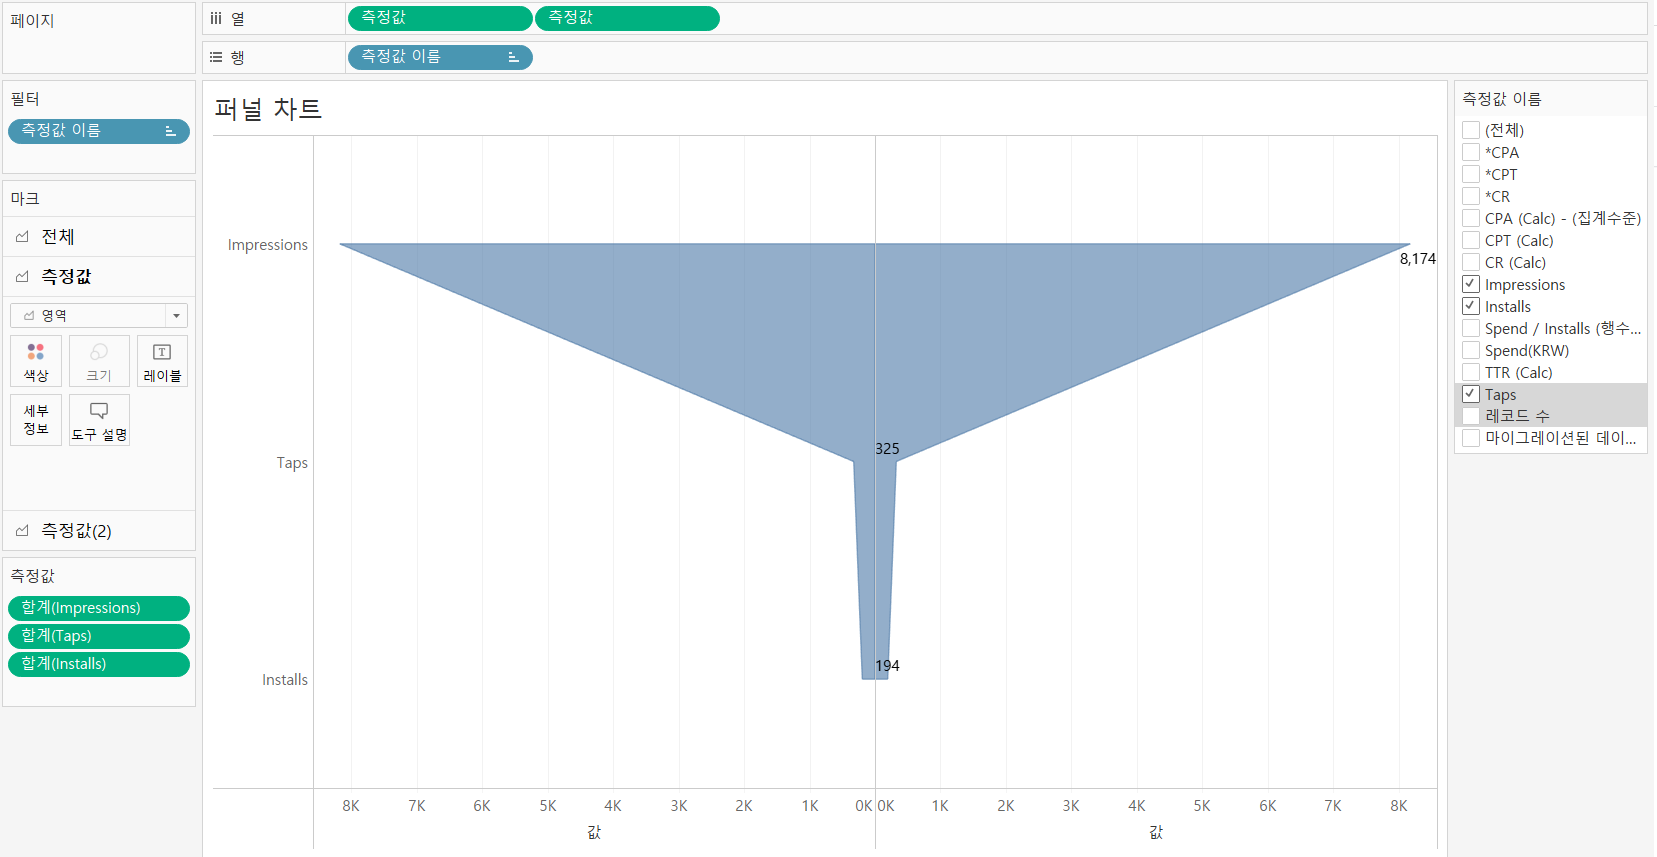 페이지
열
측정값
측정값
행
측정값 이름
필터
측정값 이름
마크
전체
측정값
영역
색상
크기
레이블
세부
정보
도구 설명
측정값(2)
측정값
합계(Impressions)
합계(Taps)
합계(Installs)
퍼널 차트
Impressions
8,174
Taps
325
Installs
194
8K 7K 6K 5K 4K 3K 2K 1K 0K 0K 1K 2K 3K 4K 5K 6K 7K 8K
값 값
측정값 이름
(전체)
*CPA
*CPT
*CR
CPA (Calc) - (집계수준)
CPT (Calc)
CR (Calc)
Impressions
Installs
Spend / Installs (행수...
Spend(KRW)
TTR (Calc)
Taps
레코드 수
마이그레이션된 데이...